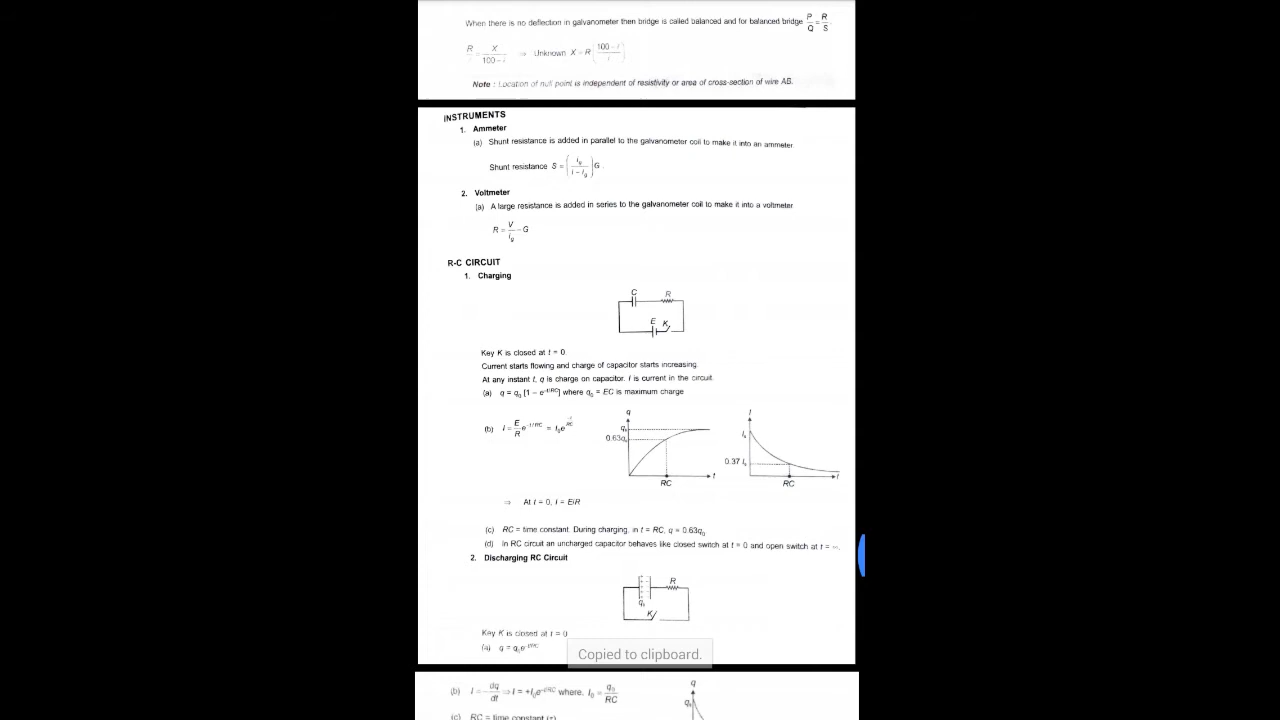 When there is no deflection in galvanometer then bridge is called balanced and for balanced bridge P/Q = R/S.
R/l = X/(100 – l) ⇒ Unknown X = R((100 – l)/l)
Note : Location of null point is independent of resistivity or area of cross-section of wire AB.
INSTRUMENTS
1. Ammeter
(a) Shunt resistance is added in parallel to the galvanometer coil to make it into an ammeter.
Shunt resistance S = (ig/(i – ig))G.
2. Voltmeter
(a) A large resistance is added in series to the galvanometer coil to make it into a voltmeter
R = V/ig – G
R-C CIRCUIT
1. Charging
C R
E K
Key K is closed at t = 0.
Current starts flowing and charge of capacitor starts increasing.
At any instant t, q is charge on capacitor. I is current in the circuit.
(a) q = q0 [1 – e^–t/RC] where q0 = EC is maximum charge
(b) I = E/R e^–t/RC = I0e^–t/RC
q
q0
0.63q0
RC
t
I
I0
0.37 I0
RC
t
⇒ At t = 0, I = E/R
(c) RC = time constant. During charging, in t = RC, q = 0.63q0
(d) In RC circuit an uncharged capacitor behaves like closed switch at t = 0 and open switch at t = ∞.
2. Discharging RC Circuit
R
q0
K
Key K is closed at t = 0
(a) q = q0e^–t/RC
Copied to clipboard.
(b) I = –dq/dt ⇒ I = +I0e^–t/RC where, I0 = q0/RC
q
q0
(c) RC = time constant (τ)